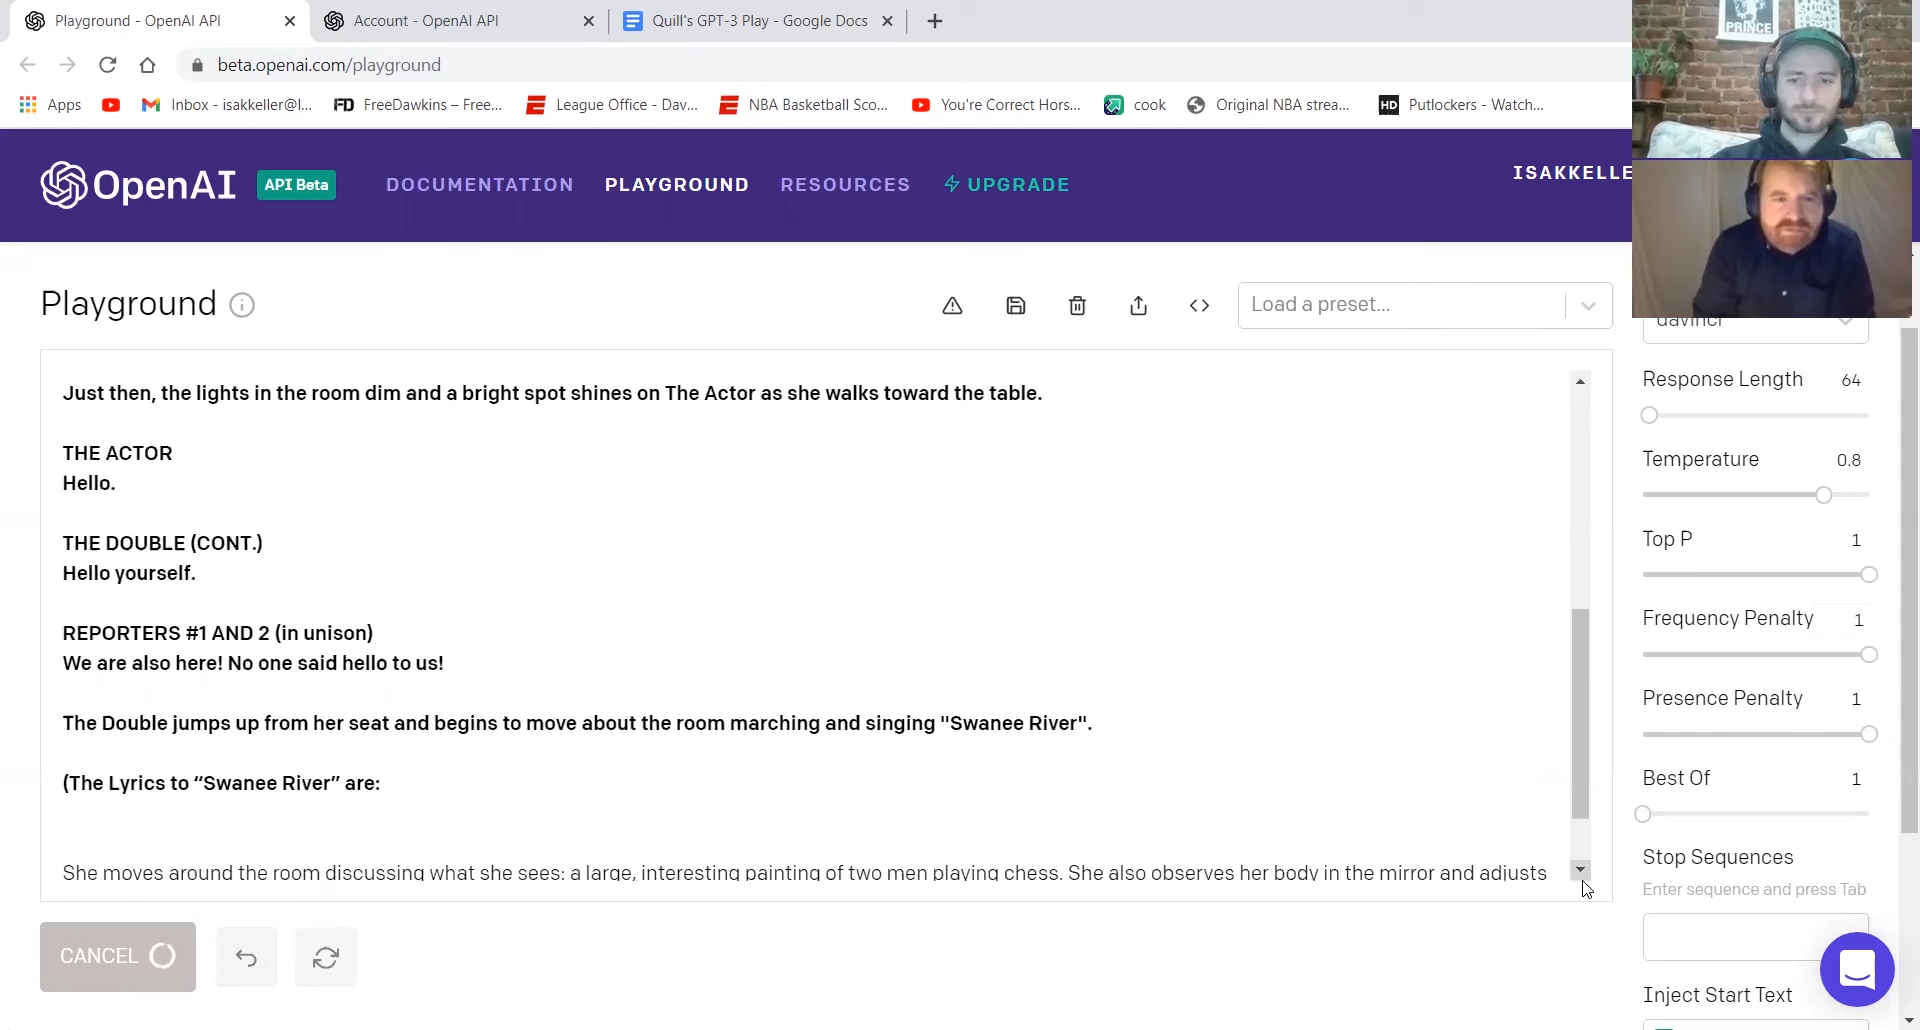 Playground - OpenAI API
Account - OpenAI API
Quill's GPT-3 Play - Google Docs
beta.openai.com/playground
Apps
Inbox - isakkeller@l...
FD FreeDawkins – Free...
League Office - Dav...
NBA Basketball Sco...
You're Correct Hors...
cook
Original NBA strea...
HD Putlockers - Watch...
PRINCE
OpenAI
API Beta
DOCUMENTATION
PLAYGROUND
RESOURCES
UPGRADE
ISAKKELLE
Playground
Load a preset...
davinci
Just then, the lights in the room dim and a bright spot shines on The Actor as she walks toward the table.
THE ACTOR
Hello.
THE DOUBLE (CONT.)
Hello yourself.
REPORTERS #1 AND 2 (in unison)
We are also here! No one said hello to us!
The Double jumps up from her seat and begins to move about the room marching and singing "Swanee River".
(The Lyrics to “Swanee River” are:
She moves around the room discussing what she sees: a large, interesting painting of two men playing chess. She also observes her body in the mirror and adjusts
CANCEL
Response Length 64
Temperature 0.8
Top P 1
Frequency Penalty 1
Presence Penalty 1
Best Of 1
Stop Sequences
Enter sequence and press Tab
Inject Start Text